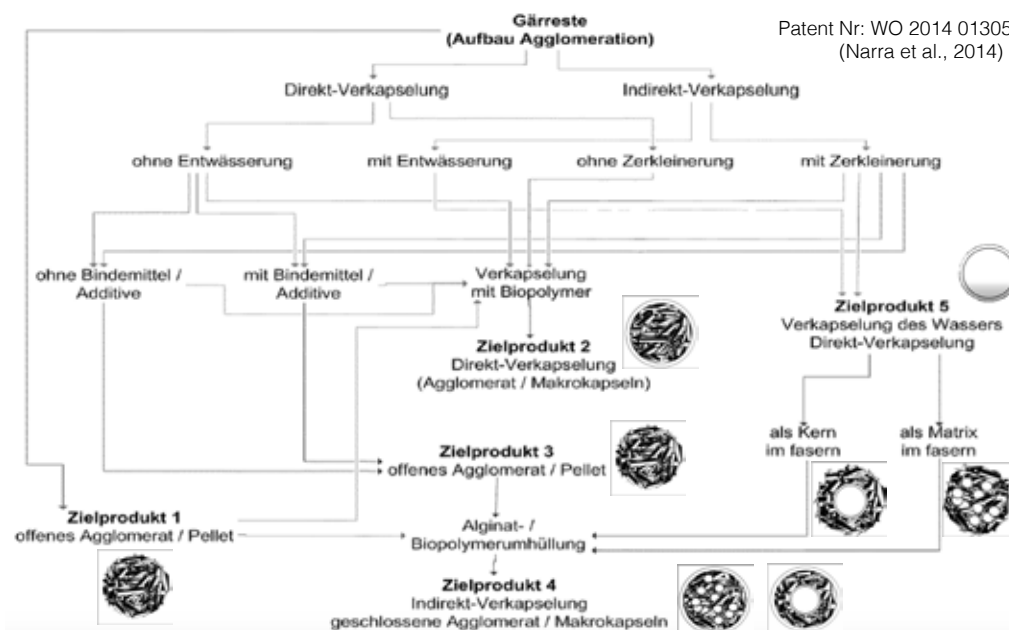 Gärreste
(Aufbau Agglomeration)
Patent Nr: WO 2014 01305
(Narra et al., 2014)
Direkt-Verkapselung
Indirekt-Verkapselung
ohne Entwässerung
mit Entwässerung
ohne Zerkleinerung
mit Zerkleinerung
ohne Bindemittel /
Additive
mit Bindemittel /
Additive
Verkapselung
mit Biopolymer
Zielprodukt 5
Verkapselung des Wassers
Direkt-Verkapselung
Zielprodukt 2
Direkt-Verkapselung
(Agglomerat / Makrokapseln)
als Kern
im fasern
als Matrix
im fasern
Zielprodukt 3
offenes Agglomerat / Pellet
Zielprodukt 1
offenes Agglomerat / Pellet
Alginat- /
Biopolymerumhüllung
Zielprodukt 4
Indirekt-Verkapselung
geschlossene Agglomerat / Makrokapseln